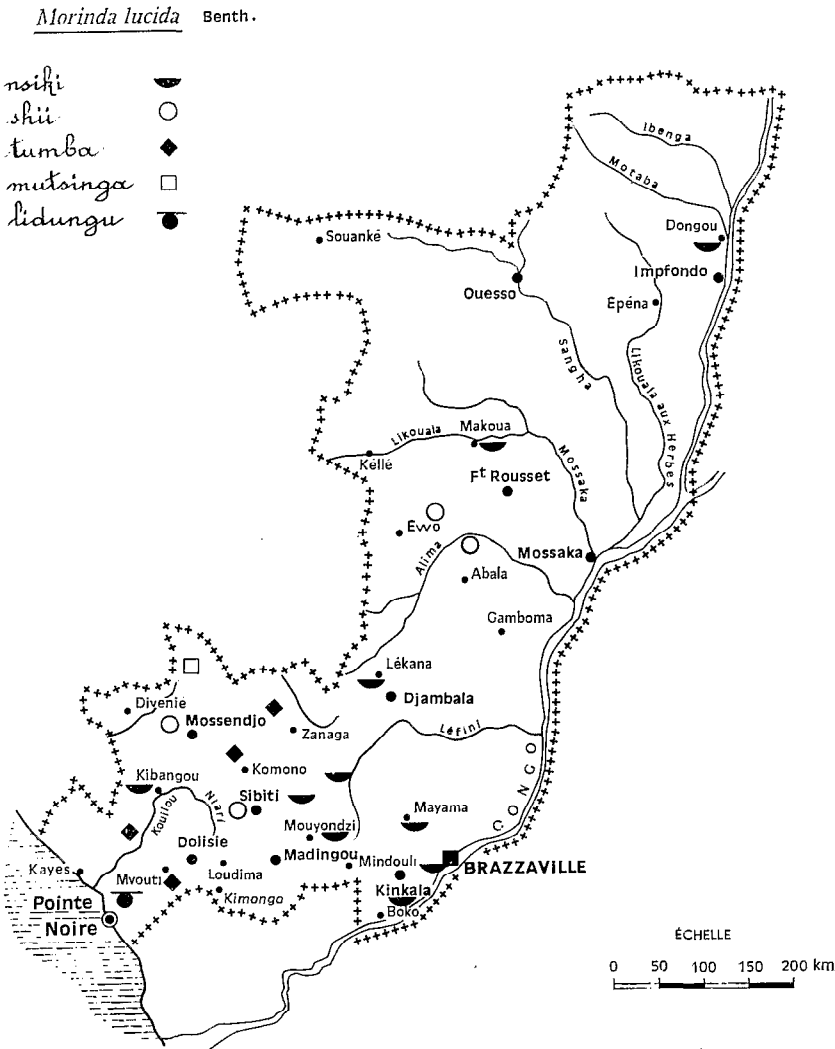 Morinda lucida Benth.
nsiki
shii
tumba
mutsinga
lidungu
Ibenga
Motaba
Dongou
Souanké
Impfondo
Ouesso
Épéna
Sangha
Likouala aux Herbes
Likouala
Makoua
Kéllé
Mossaka
Ft Rousset
Ewo
Alima
Mossaka
Abala
Gamboma
Lékana
Djambala
Divenié
Mossendjo
Zanaga
Léfini
Komono
Kibangou
Niari
Kouilou
Sibiti
CONGO
Mayama
Mouyondzi
Dolisie
Madingou
Mindouli
BRAZZAVILLE
Kayes
Mvouti
Loudima
Kimongo
Kinkala
Pointe
Noire
Boko
ÉCHELLE
0 50 100 150 200 km